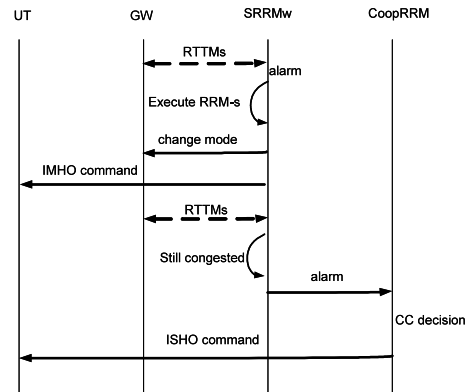 UT GW SRRMw CoopRRM
RTTMs
alarm
Execute RRM-s
change mode
IMHO command
RTTMs
Still congested
alarm
CC decision
ISHO command